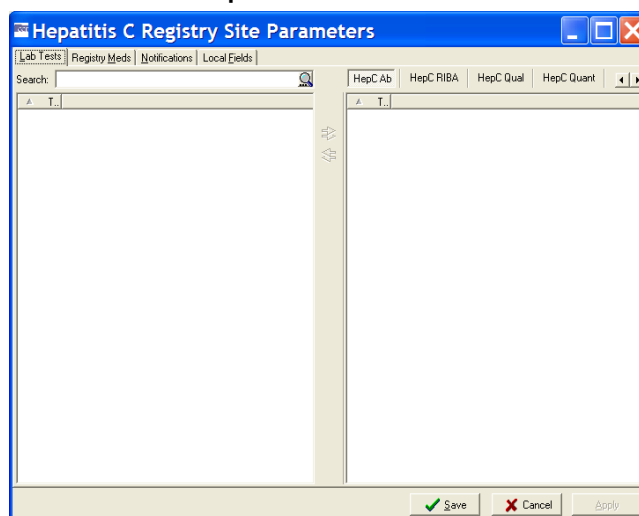 Hepatitis C Registry Site Parameters
Lab Tests Registry Meds Notifications Local Fields
Search: HepC Ab HepC RIBA HepC Qual HepC Quant
T.. T..
Save Cancel Apply